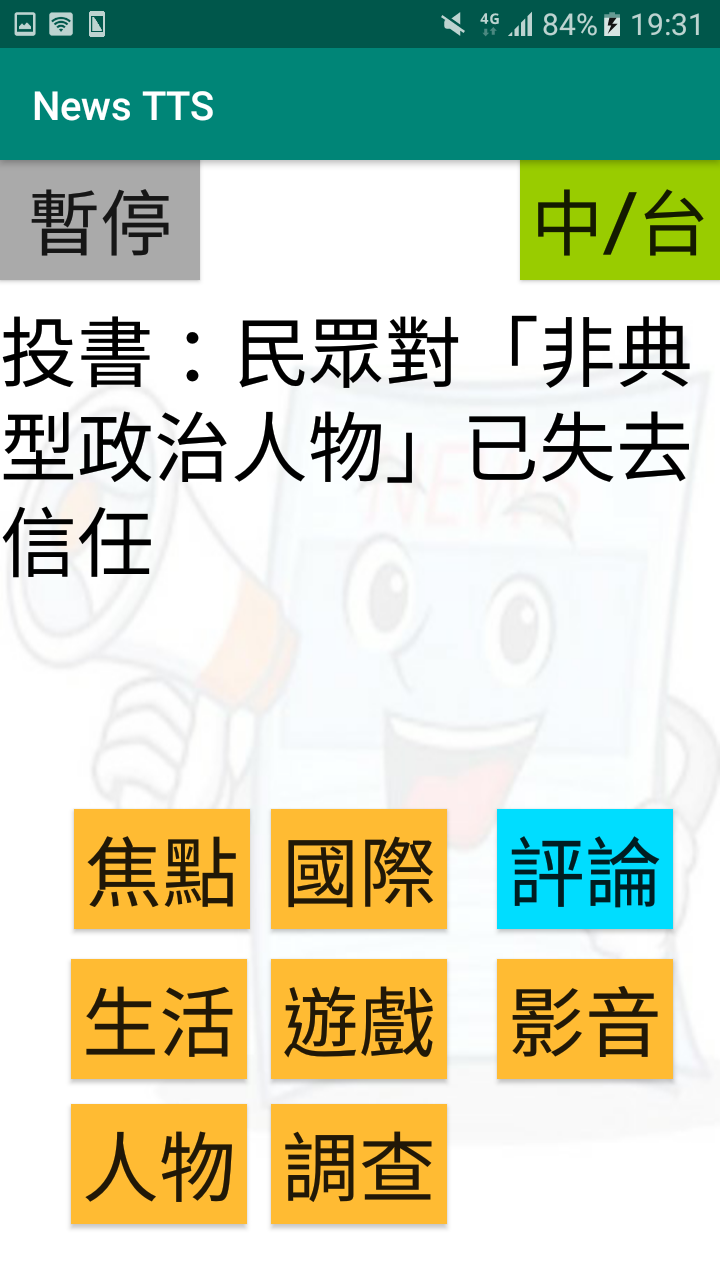 4G 84% 19:31
News TTS
暫停 中/台
投書：民眾對「非典
型政治人物」已失去
信任
NEWS
焦點 國際 評論
生活 遊戲 影音
人物 調查